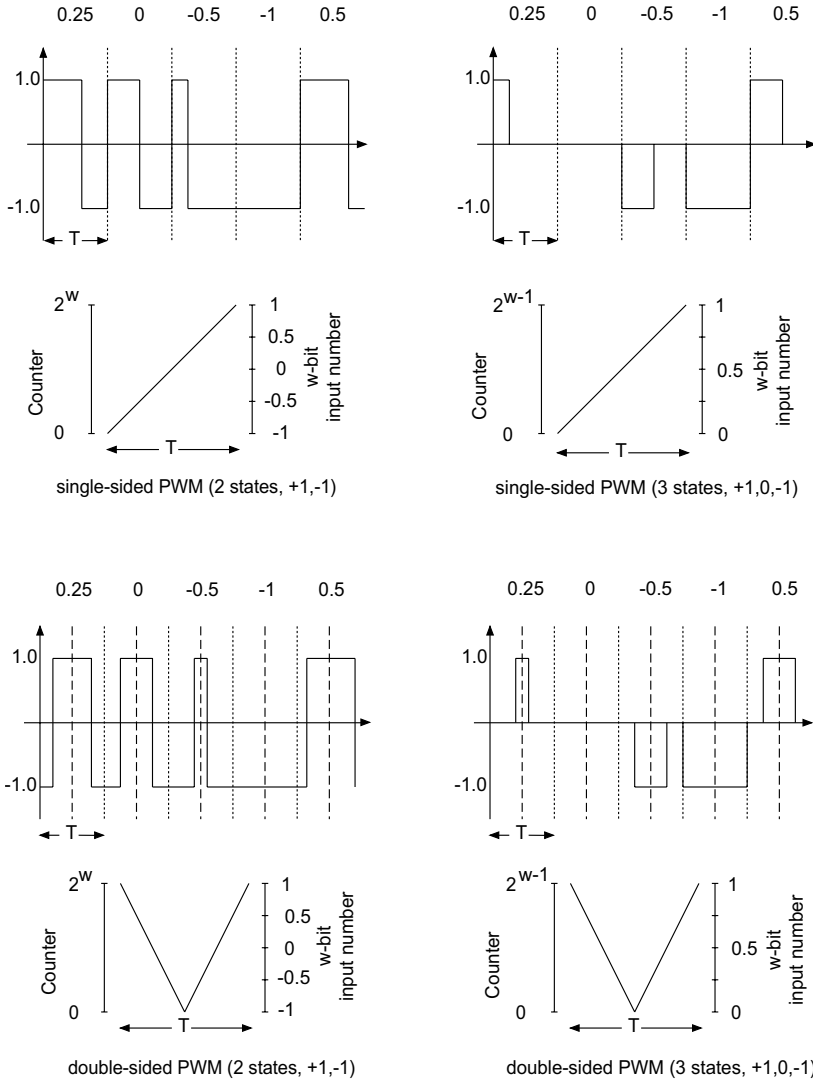 0.25 0 -0.5 -1 0.5
1.0
-1.0
T
2w
Counter
0
1
0.5
0
-0.5
-1
w-bit
input number
T
single-sided PWM (2 states, +1,-1)
0.25 0 -0.5 -1 0.5
1.0
-1.0
T
2w-1
Counter
0
1
0.5
0
w-bit
input number
T
single-sided PWM (3 states, +1,0,-1)
0.25 0 -0.5 -1 0.5
1.0
-1.0
T
2w
Counter
0
1
0.5
0
-0.5
-1
w-bit
input number
T
double-sided PWM (2 states, +1,-1)
0.25 0 -0.5 -1 0.5
1.0
-1.0
T
2w-1
Counter
0
1
0.5
0
w-bit
input number
T
double-sided PWM (3 states, +1,0,-1)